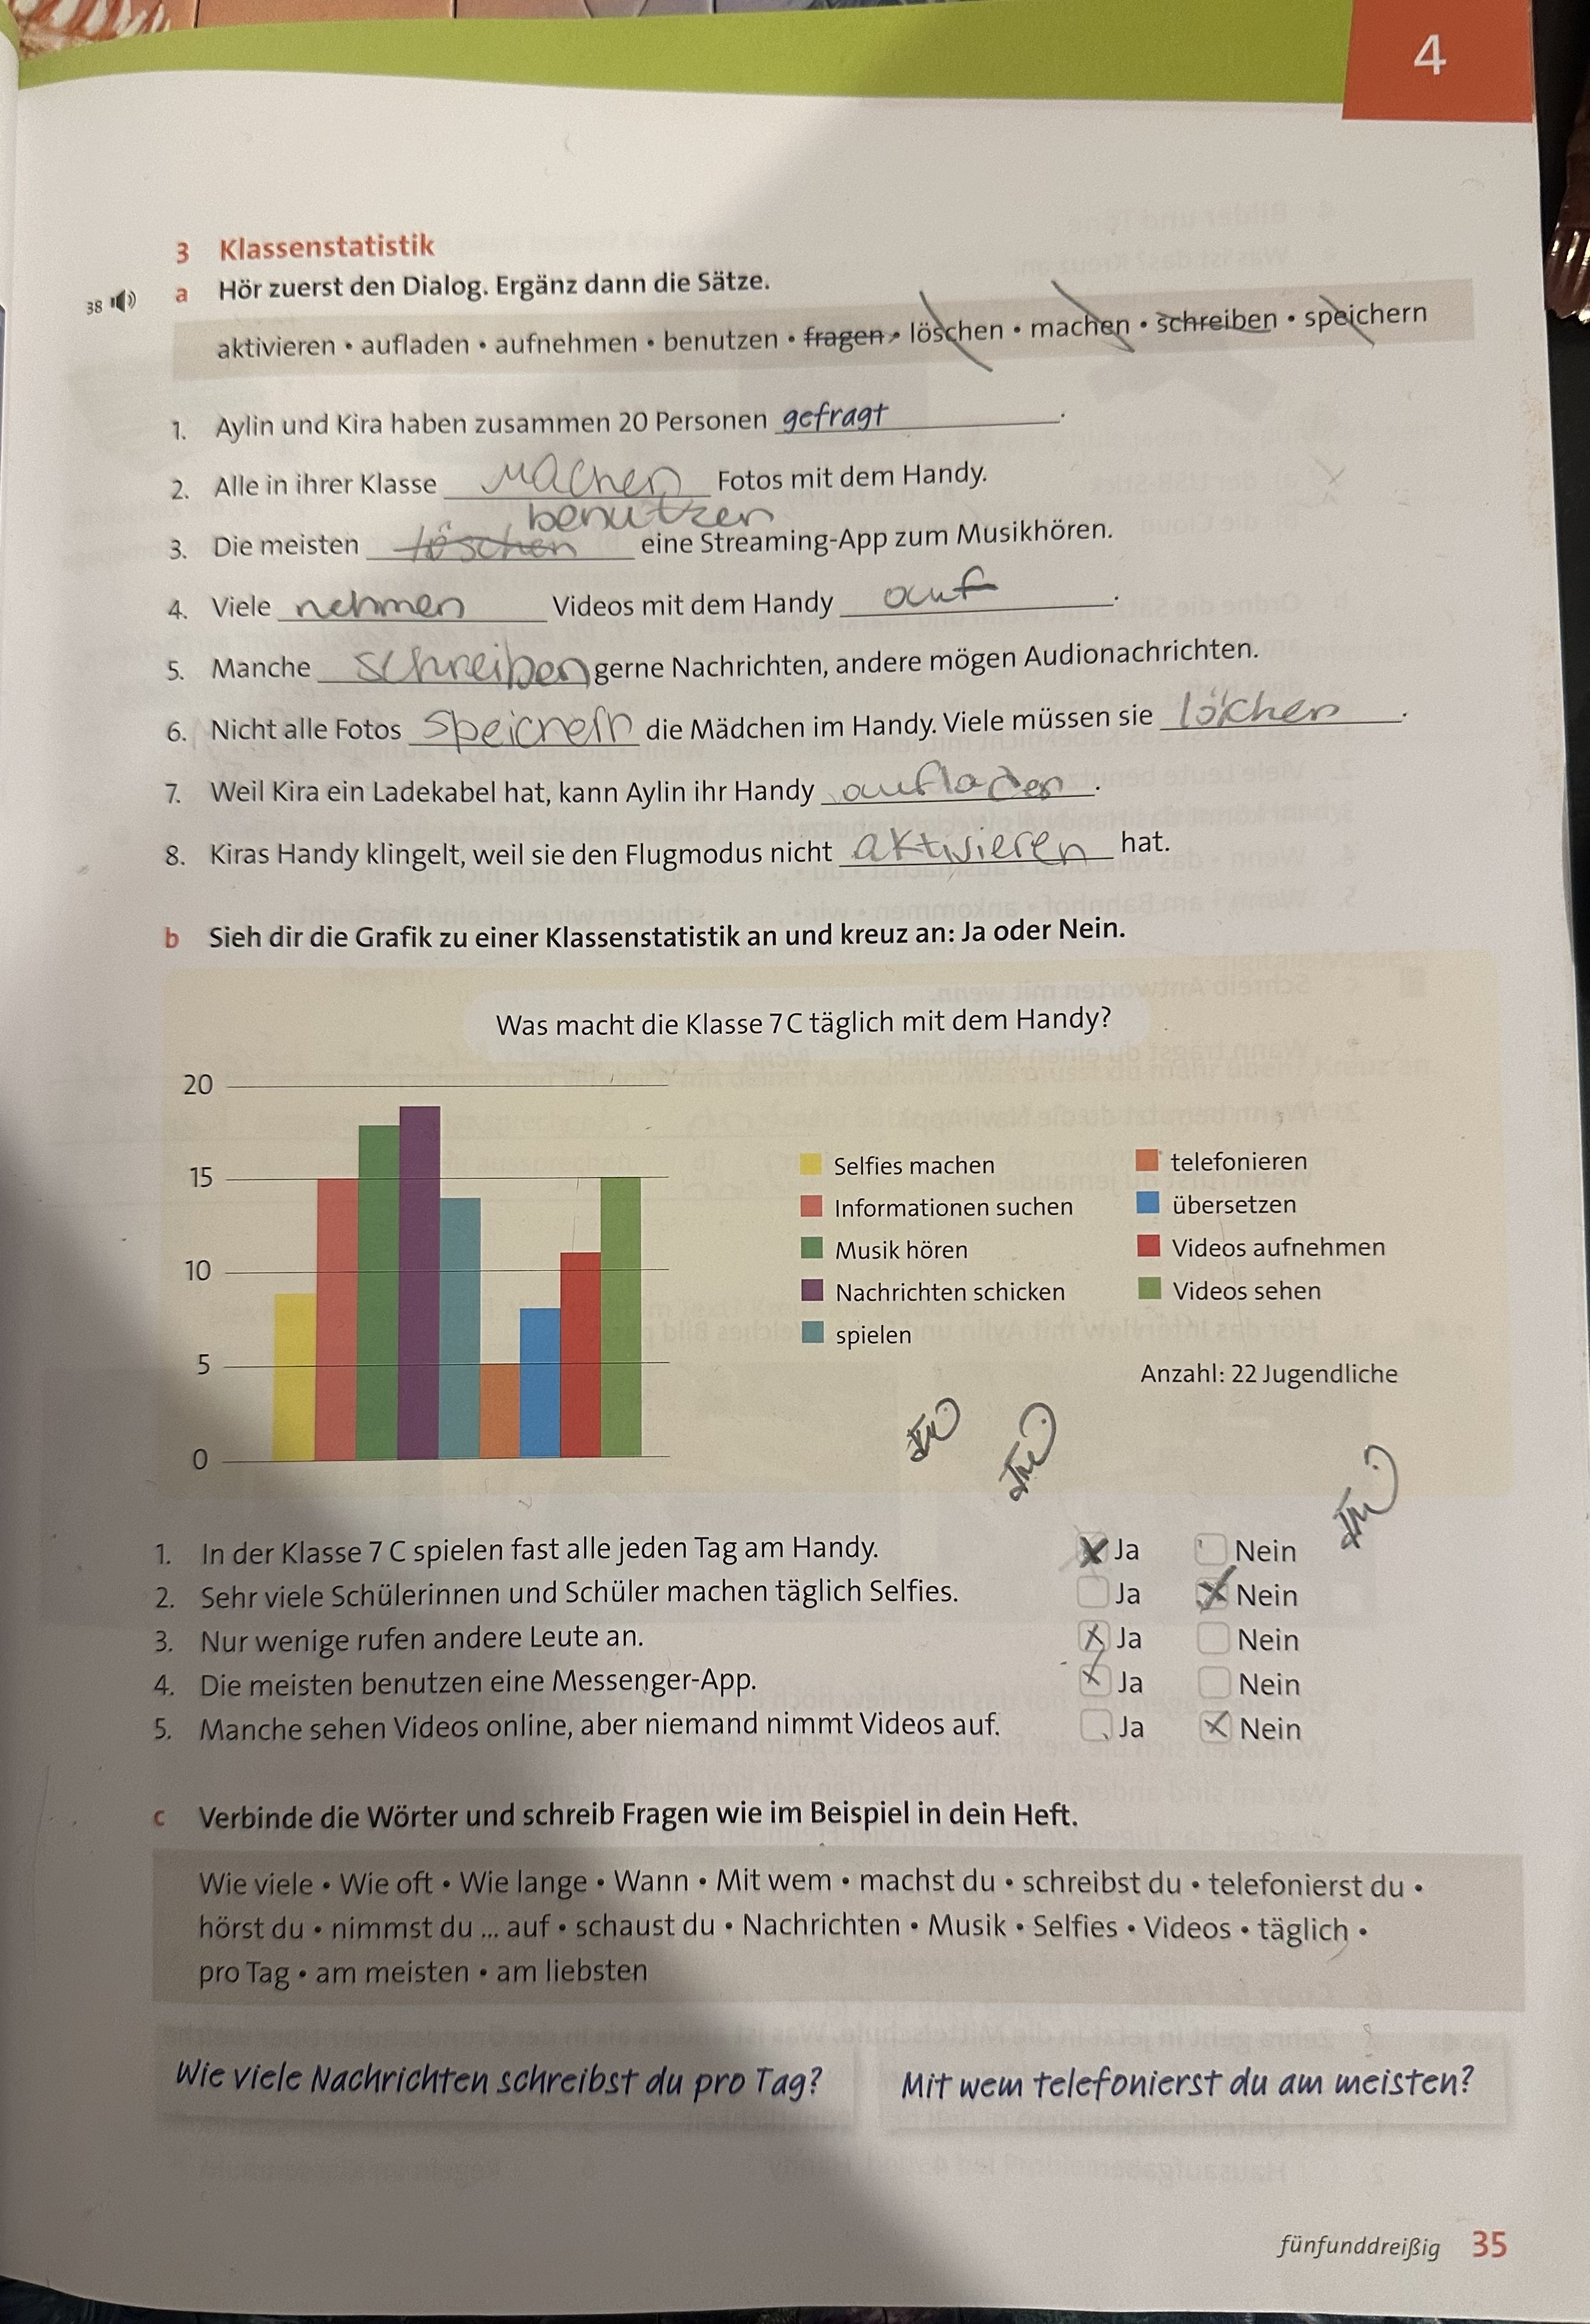 4
3 Klassenstatistik
38 a Hör zuerst den Dialog. Ergänz dann die Sätze.
aktivieren • aufladen • aufnehmen • benutzen • fragen • löschen • machen • schreiben • speichern
1. Aylin und Kira haben zusammen 20 Personen gefragt.
2. Alle in ihrer Klasse machen Fotos mit dem Handy.
benutzen
3. Die meisten löschen eine Streaming-App zum Musikhören.
4. Viele nehmen Videos mit dem Handy auf.
5. Manche schreiben gerne Nachrichten, andere mögen Audionachrichten.
6. Nicht alle Fotos speichern die Mädchen im Handy. Viele müssen sie löschen.
7. Weil Kira ein Ladekabel hat, kann Aylin ihr Handy aufladen.
8. Kiras Handy klingelt, weil sie den Flugmodus nicht aktivieren hat.
b Sieh dir die Grafik zu einer Klassenstatistik an und kreuz an: Ja oder Nein.
Was macht die Klasse 7C täglich mit dem Handy?
20
15
10
5
0
Selfies machen
Informationen suchen
Musik hören
Nachrichten schicken
spielen
telefonieren
übersetzen
Videos aufnehmen
Videos sehen
Anzahl: 22 Jugendliche
1. In der Klasse 7 C spielen fast alle jeden Tag am Handy. Ja Nein
2. Sehr viele Schülerinnen und Schüler machen täglich Selfies. Ja Nein
3. Nur wenige rufen andere Leute an. Ja Nein
4. Die meisten benutzen eine Messenger-App. Ja Nein
5. Manche sehen Videos online, aber niemand nimmt Videos auf. Ja Nein
c Verbinde die Wörter und schreib Fragen wie im Beispiel in dein Heft.
Wie viele • Wie oft • Wie lange • Wann • Mit wem • machst du • schreibst du • telefonierst du •
hörst du • nimmst du ... auf • schaust du • Nachrichten • Musik • Selfies • Videos • täglich •
pro Tag • am meisten • am liebsten
Wie viele Nachrichten schreibst du pro Tag?
Mit wem telefonierst du am meisten?
fünfunddreißig 35